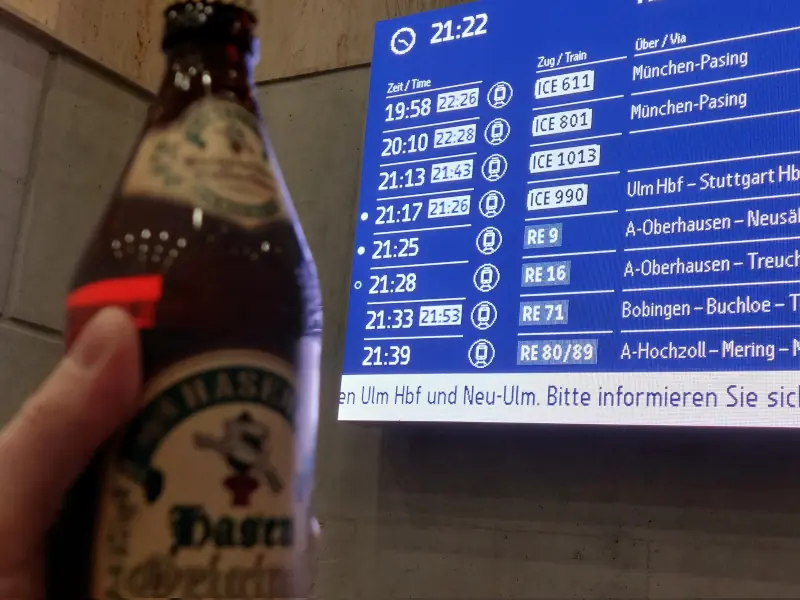 21:22
Zeit / Time Zug / Train Über / Via
19:58 22:26 ICE 611 München-Pasing
20:10 22:28 ICE 801 München-Pasing
21:13 21:43 ICE 1013
21:17 21:26 ICE 990 Ulm Hbf – Stuttgart Hb
21:25 RE 9 A-Oberhausen – Neusä
21:28 RE 16 A-Oberhausen – Treuch
21:33 21:53 RE 71 Bobingen – Buchloe – T
21:39 RE 80/89 A-Hochzoll – Mering – M
en Ulm Hbf und Neu-Ulm. Bitte informieren Sie sich
HASEN
Hasen
Original